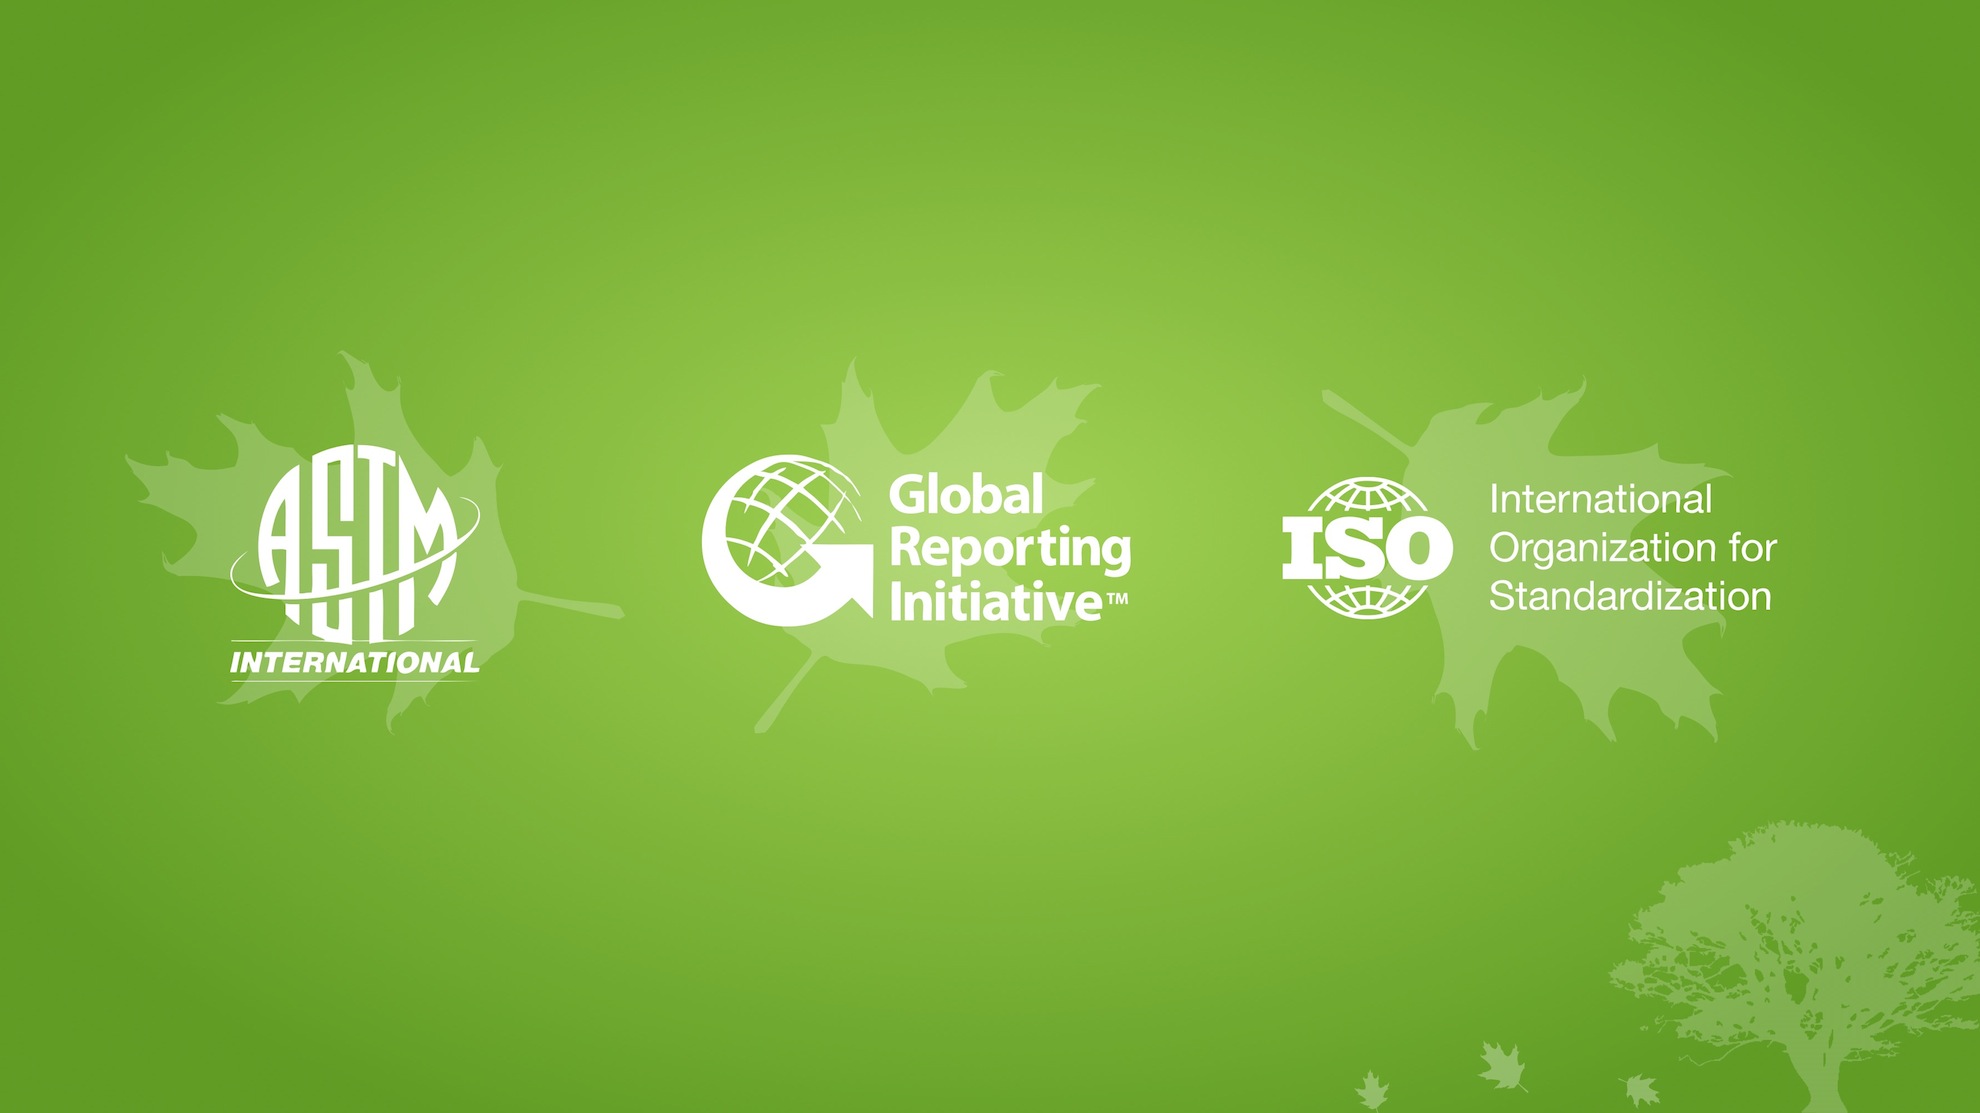 ASTM
INTERNATIONAL
Global
Reporting
Initiative™
ISO
International
Organization for
Standardization